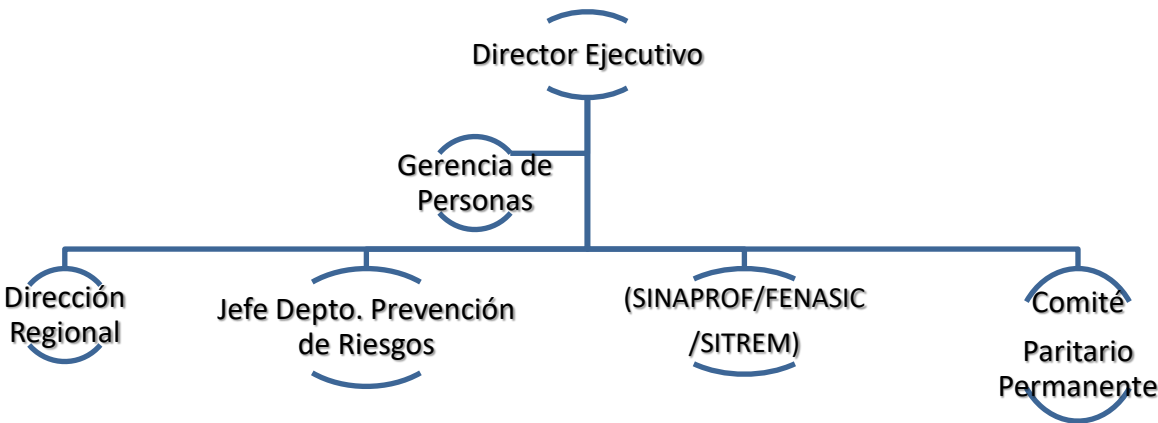 Director Ejecutivo
Gerencia de
Personas
Dirección
Regional
Jefe Depto. Prevención
de Riesgos
(SINAPROF/FENASIC
/SITREM)
Comité
Paritario
Permanente